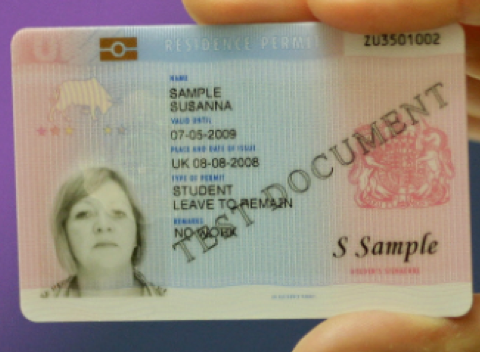 RESIDENCE PERMIT
ZU3501002
NAME
SAMPLE
SUSANNA
VALID UNTIL
07-05-2009
PLACE AND DATE OF ISSUE
UK 08-08-2008
TYPE OF PERMIT
STUDENT
LEAVE TO REMAIN
REMARKS
NO WORK
TEST DOCUMENT
S Sample
HOLDER'S SIGNATURE